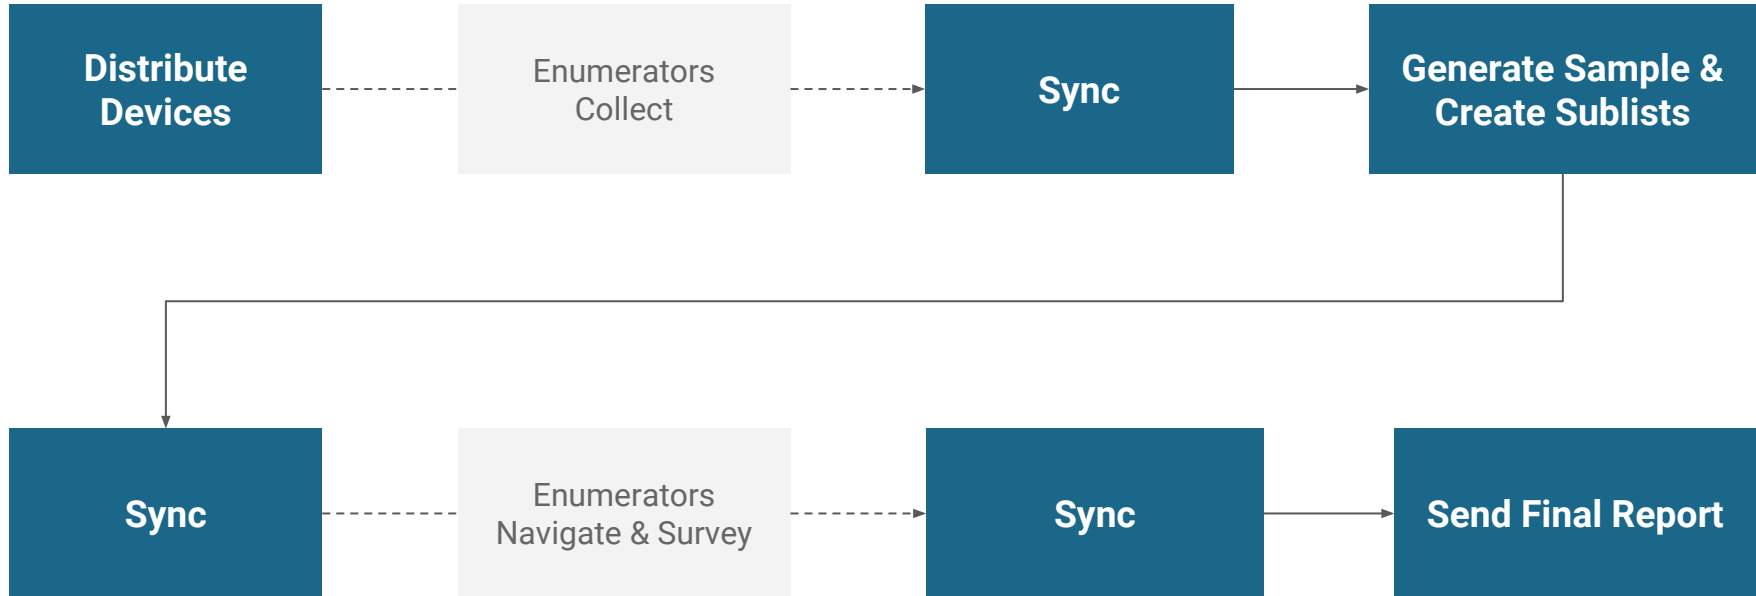 Distribute
Devices
Enumerators
Collect
Sync
Generate Sample &
Create Sublists
Sync
Enumerators
Navigate & Survey
Sync
Send Final Report